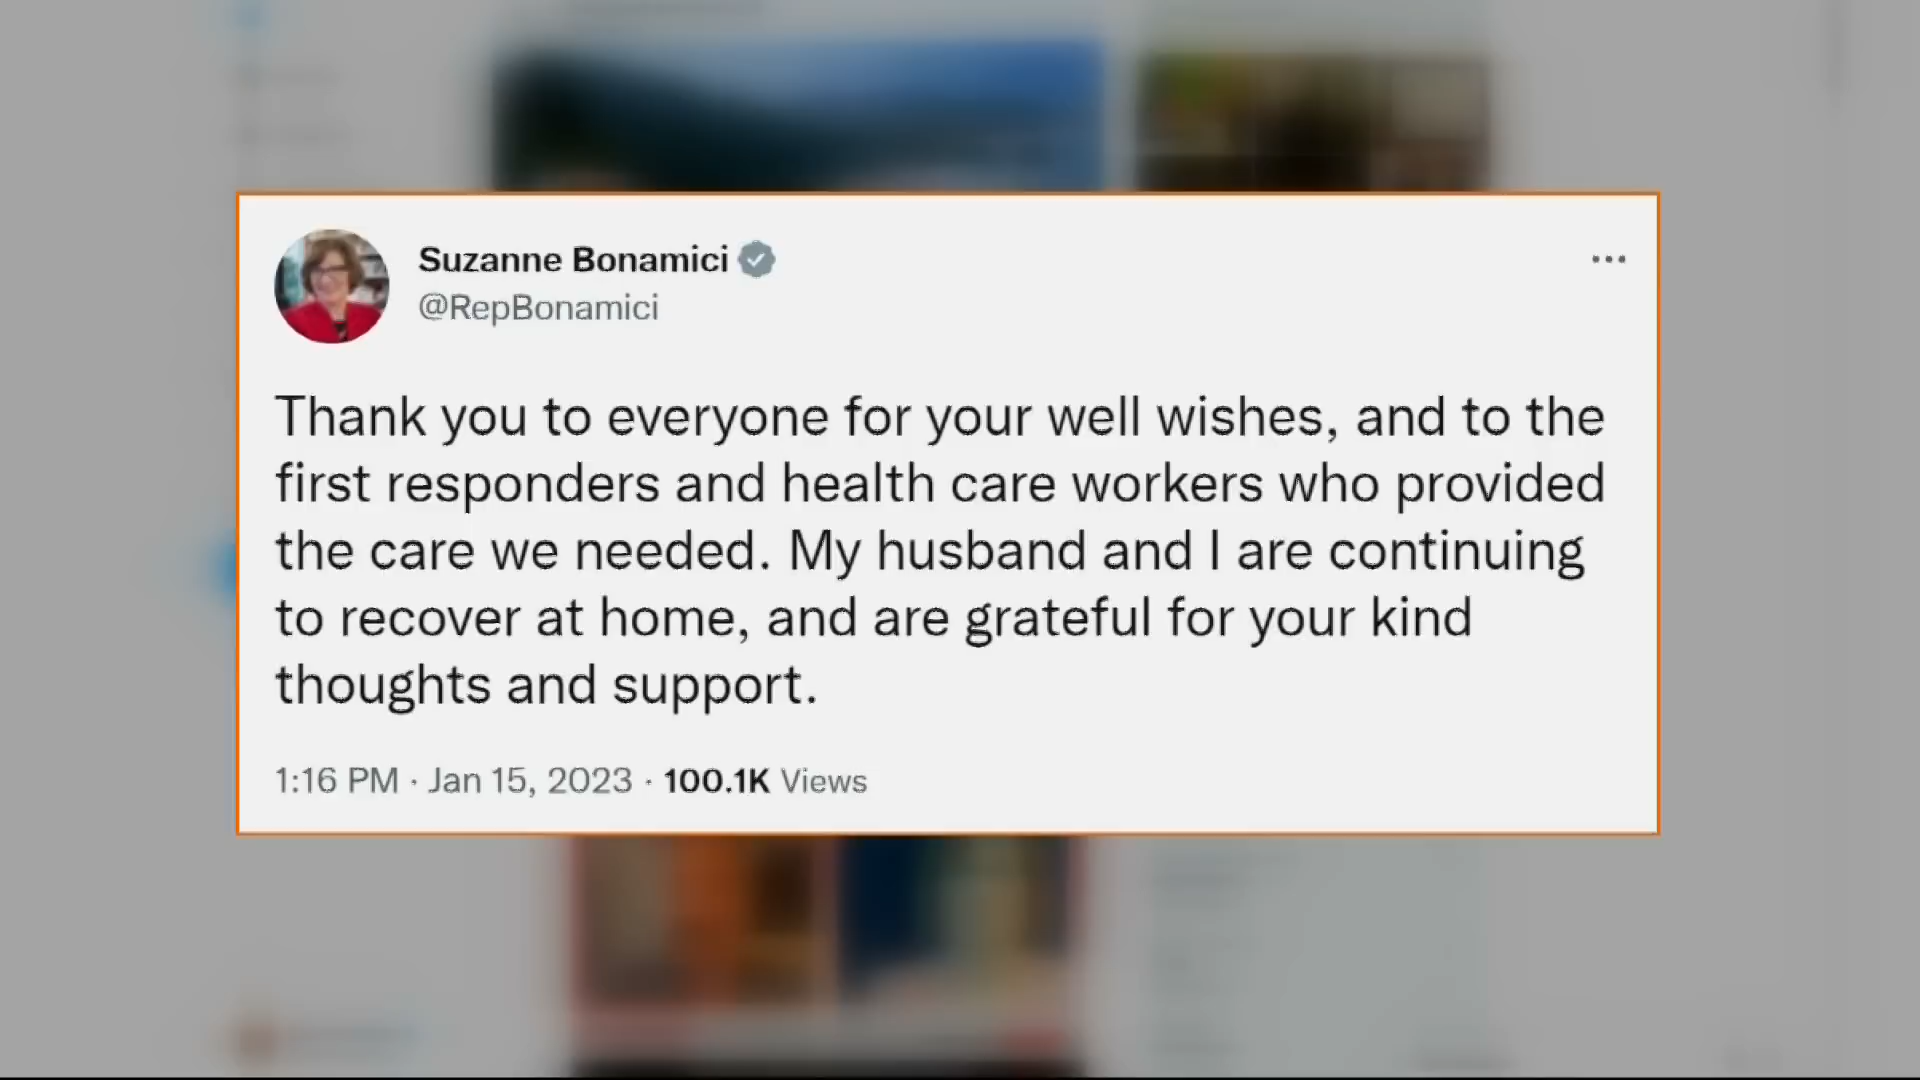 Suzanne Bonamici
@RepBonamici
Thank you to everyone for your well wishes, and to the
first responders and health care workers who provided
the care we needed. My husband and I are continuing
to recover at home, and are grateful for your kind
thoughts and support.
1:16 PM · Jan 15, 2023 · 100.1K Views